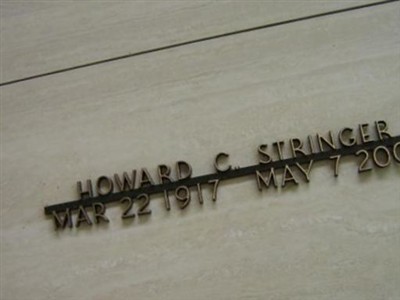 HOWARD C. STRINGER
MAR 22 1917 MAY 7